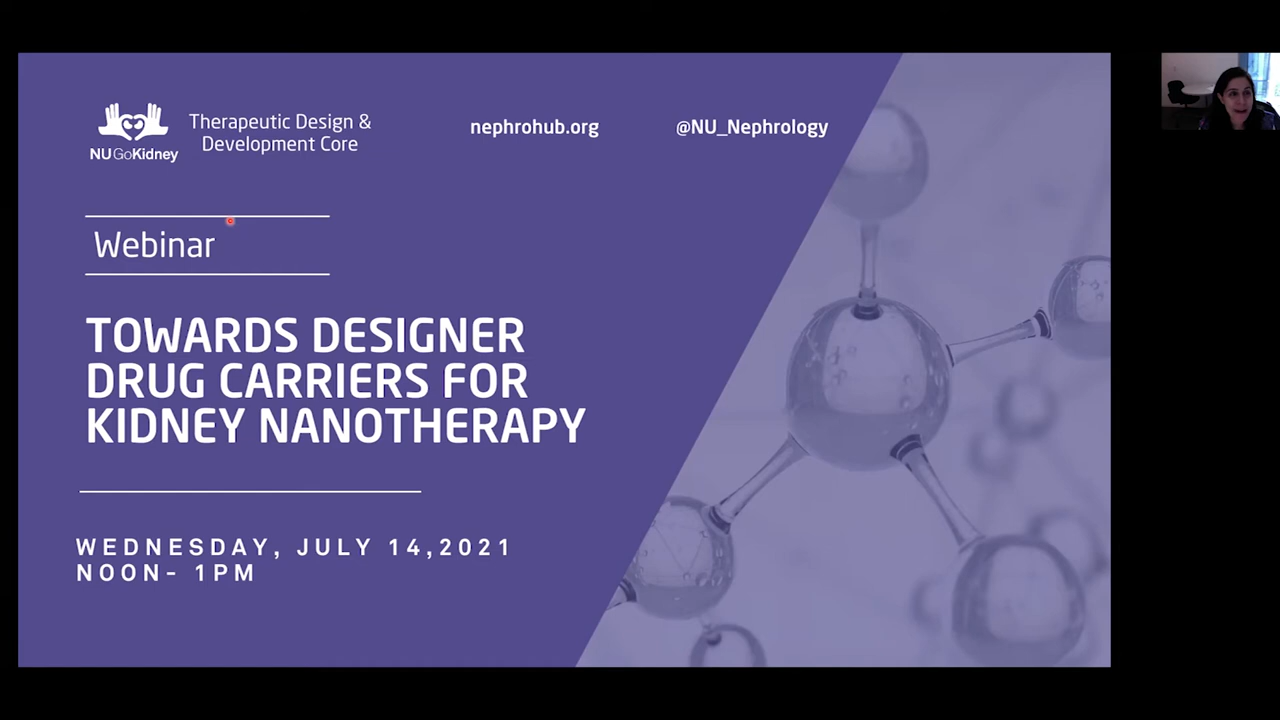 NU GoKidney
Therapeutic Design &
Development Core
nephrohub.org
@NU_Nephrology
Webinar
TOWARDS DESIGNER
DRUG CARRIERS FOR
KIDNEY NANOTHERAPY
WEDNESDAY, JULY 14,2021
NOON- 1PM